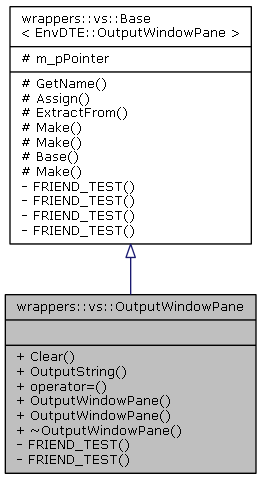 wrappers::vs::Base
< EnvDTE::OutputWindowPane >
# m_pPointer
# GetName()
# Assign()
# ExtractFrom()
# Make()
# Make()
# Base()
# Make()
- FRIEND_TEST()
- FRIEND_TEST()
- FRIEND_TEST()
- FRIEND_TEST()
wrappers::vs::OutputWindowPane
+ Clear()
+ OutputString()
+ operator=()
+ OutputWindowPane()
+ OutputWindowPane()
+ ~OutputWindowPane()
- FRIEND_TEST()
- FRIEND_TEST()